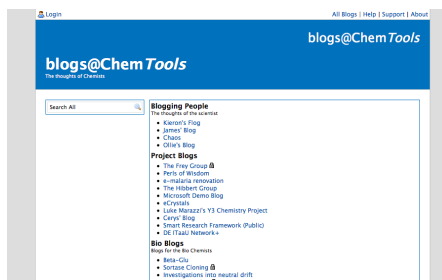 Login
All Blogs | Help | Support | About
blogs@ChemTools
blogs@ChemTools
The thoughts of Chemists
Search All
Blogging People
The thoughts of the scientist
Kieron's Flog
James' Blog
Chaos
Ollie's Blog
Project Blogs
The Frey Group
Perls of Wisdom
e-malaria renovation
The Hibbert Group
Microsoft Demo Blog
eCrystals
Luke Marazzi's Y3 Chemistry Project
Cerys' Blog
Smart Research Framework (Public)
DE ITaaU Network+
Bio Blogs
Blogs for the Bio Chemists
Beta-Glu
Sortase Cloning
Investigations into neutral drift